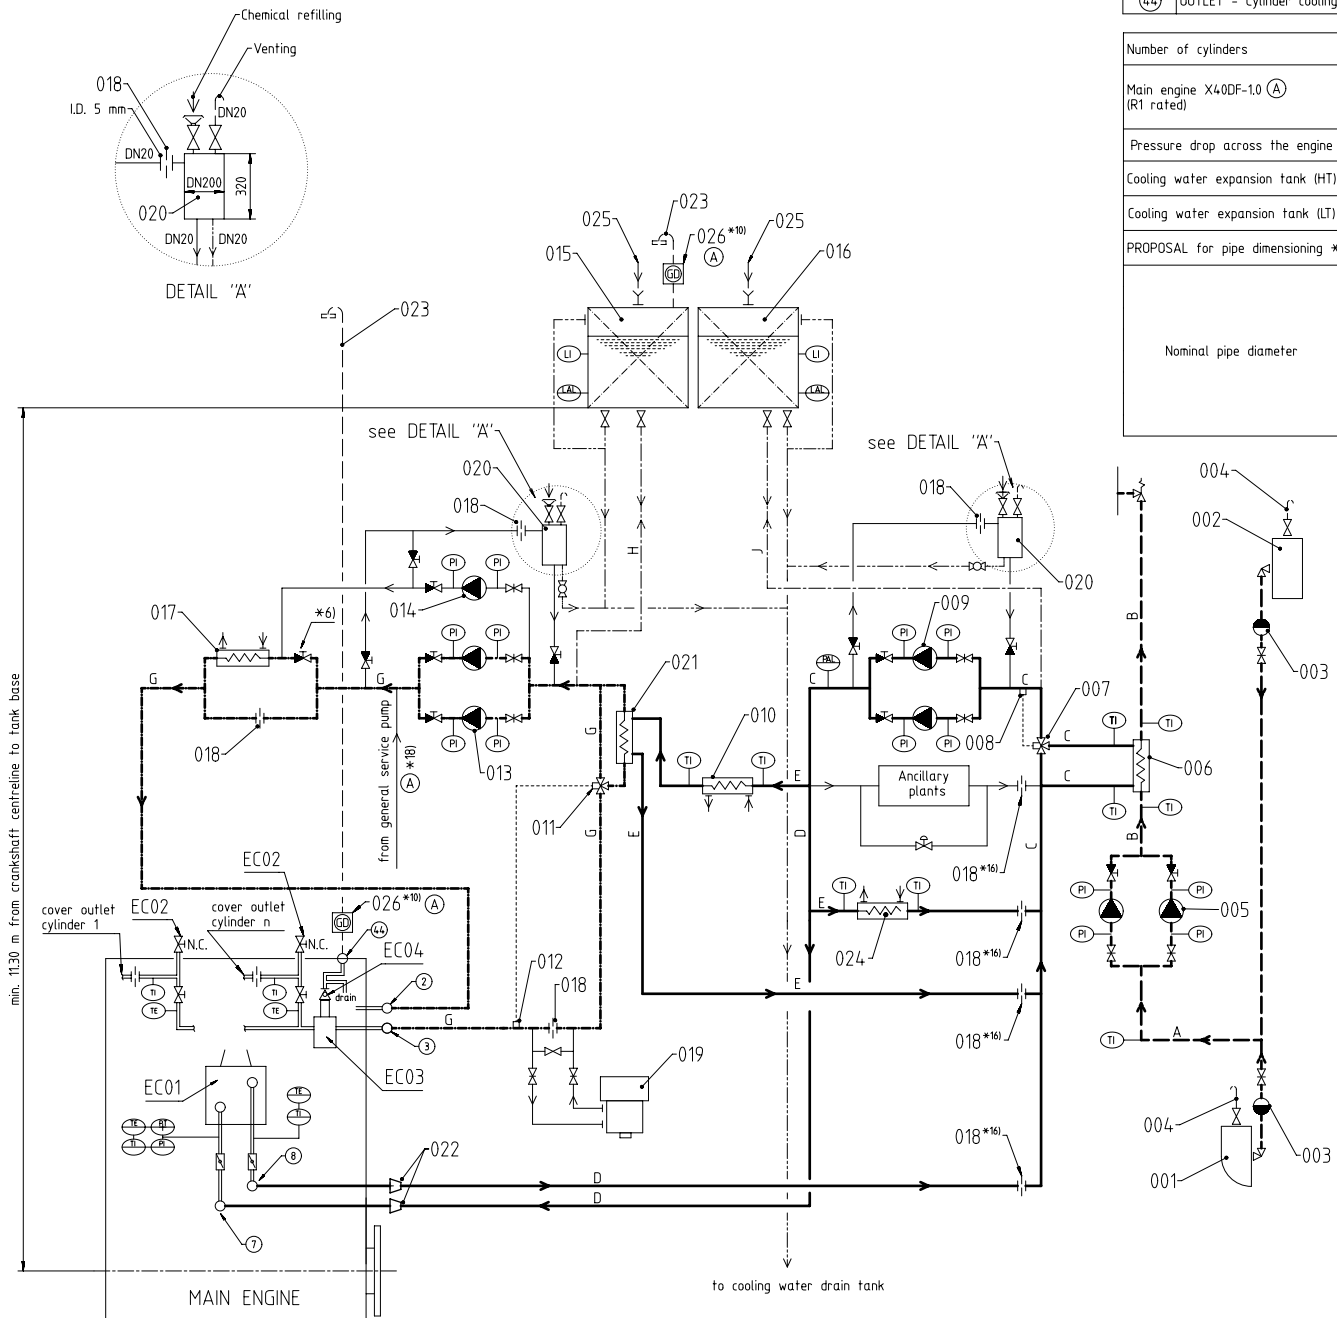 Chemical refilling
Venting
018
I.D. 5 mm
DN20
DN20
DN200
320
020
DN20
DN20
DETAIL "A"
44
OUTLET - Cylinder cooling
Number of cylinders
Main engine X40DF-1.0 A
(R1 rated)
Pressure drop across the engine
Cooling water expansion tank (HT)
Cooling water expansion tank (LT)
PROPOSAL for pipe dimensioning *
Nominal pipe diameter
023
025
023
026 *10)
A
025
015
GD
016
LI
LAL
LI
LAL
min. 11.30 m from crankshaft centreline to tank base
see DETAIL "A"
020
018
H
J
see DETAIL "A"
018
020
004
002
003
B
017
*6)
014
PI
PI
PI
PI
G
G
PI
PI
013
018
from general service pump
A *18)
021
G
011
G
E
010
TI
TI
E
PAL
C
009
PI
PI
PI
PI
C
008
007
C
TI
TI
006
C
TI
TI
B
Ancillary
plants
D
C
018 *16)
E
TI
TI
024
018 *16)
E
018 *16)
PI
PI
PI
PI
005
TI
A
004
003
001
EC02
EC02
cover outlet
cylinder 1
cover outlet
cylinder n
N.C.
N.C.
GD
026 *10) A
44
EC04
drain
2
TI
TE
TI
TE
G
3
EC03
012
018
019
EC01
TE
TI
TE
PT
TI
PI
8
7
022
D
D
018 *16)
to cooling water drain tank
MAIN ENGINE